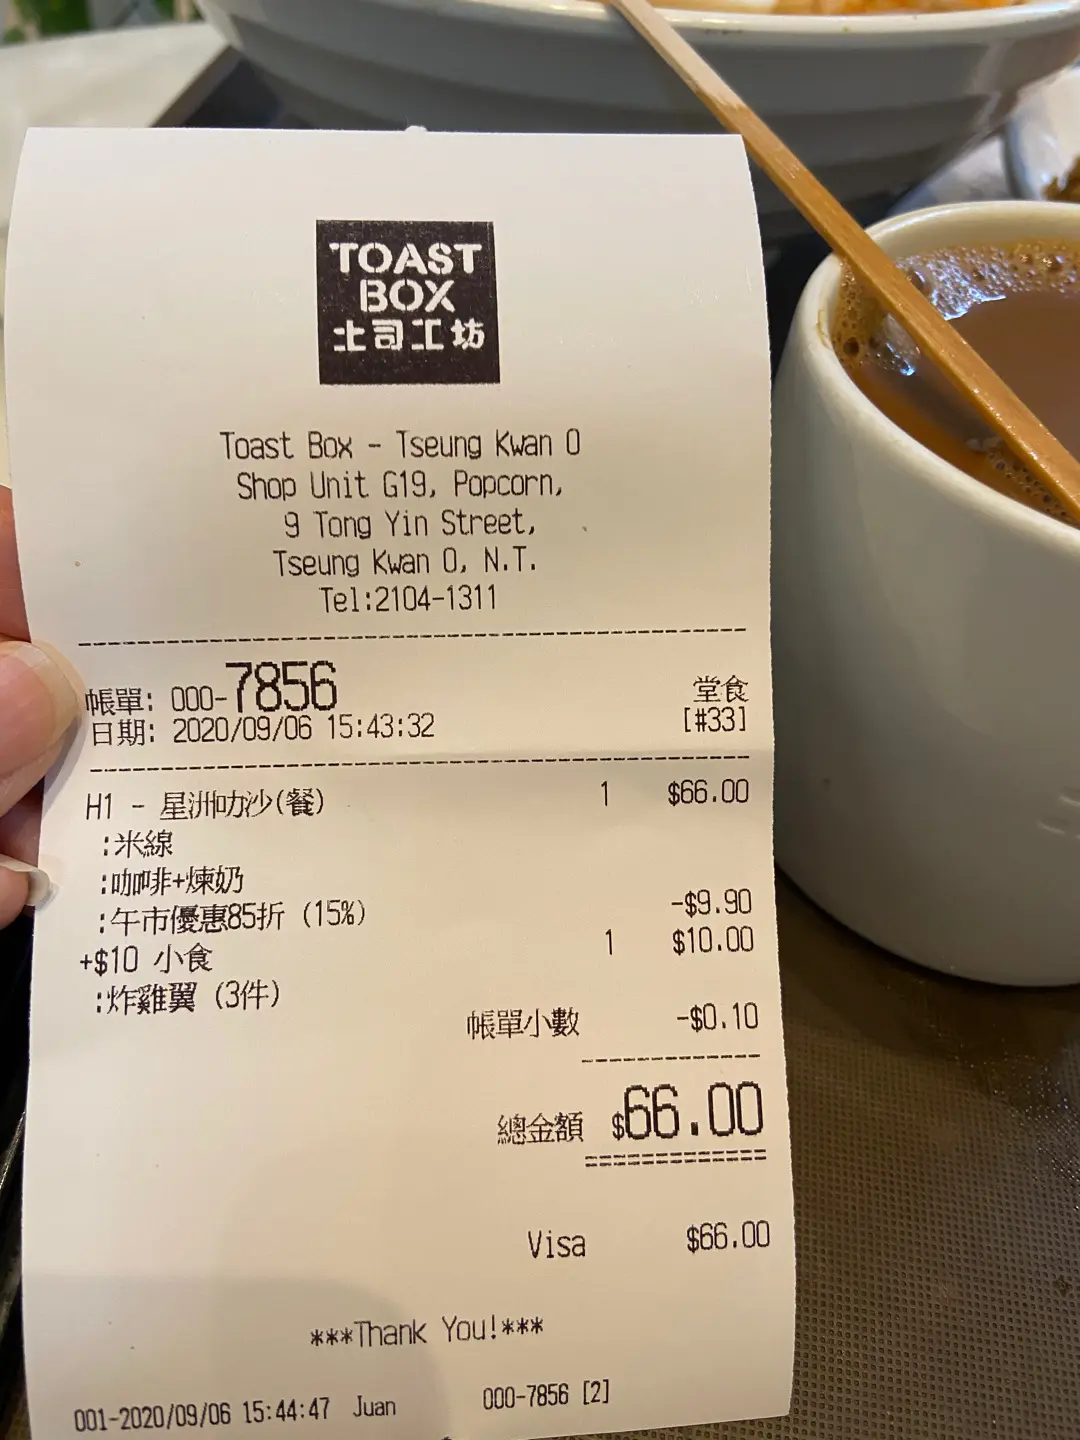 TOAST
BOX
土司工坊
Toast Box - Tseung Kwan O
Shop Unit G19, Popcorn,
9 Tong Yin Street,
Tseung Kwan O, N.T.
Tel:2104-1311
帳單: 000-7856 堂食
日期: 2020/09/06 15:43:32 [#33]
H1 - 星洲叻沙(餐) 1 $66.00
:米線
:咖啡+煉奶
:午市優惠85折 (15%) -$9.90
+$10 小食 1 $10.00
:炸雞翼 (3件)
帳單小數 -$0.10
總金額 $66.00
Visa $66.00
***Thank You!***
001-2020/09/06 15:44:47 Juan 000-7856 [2]